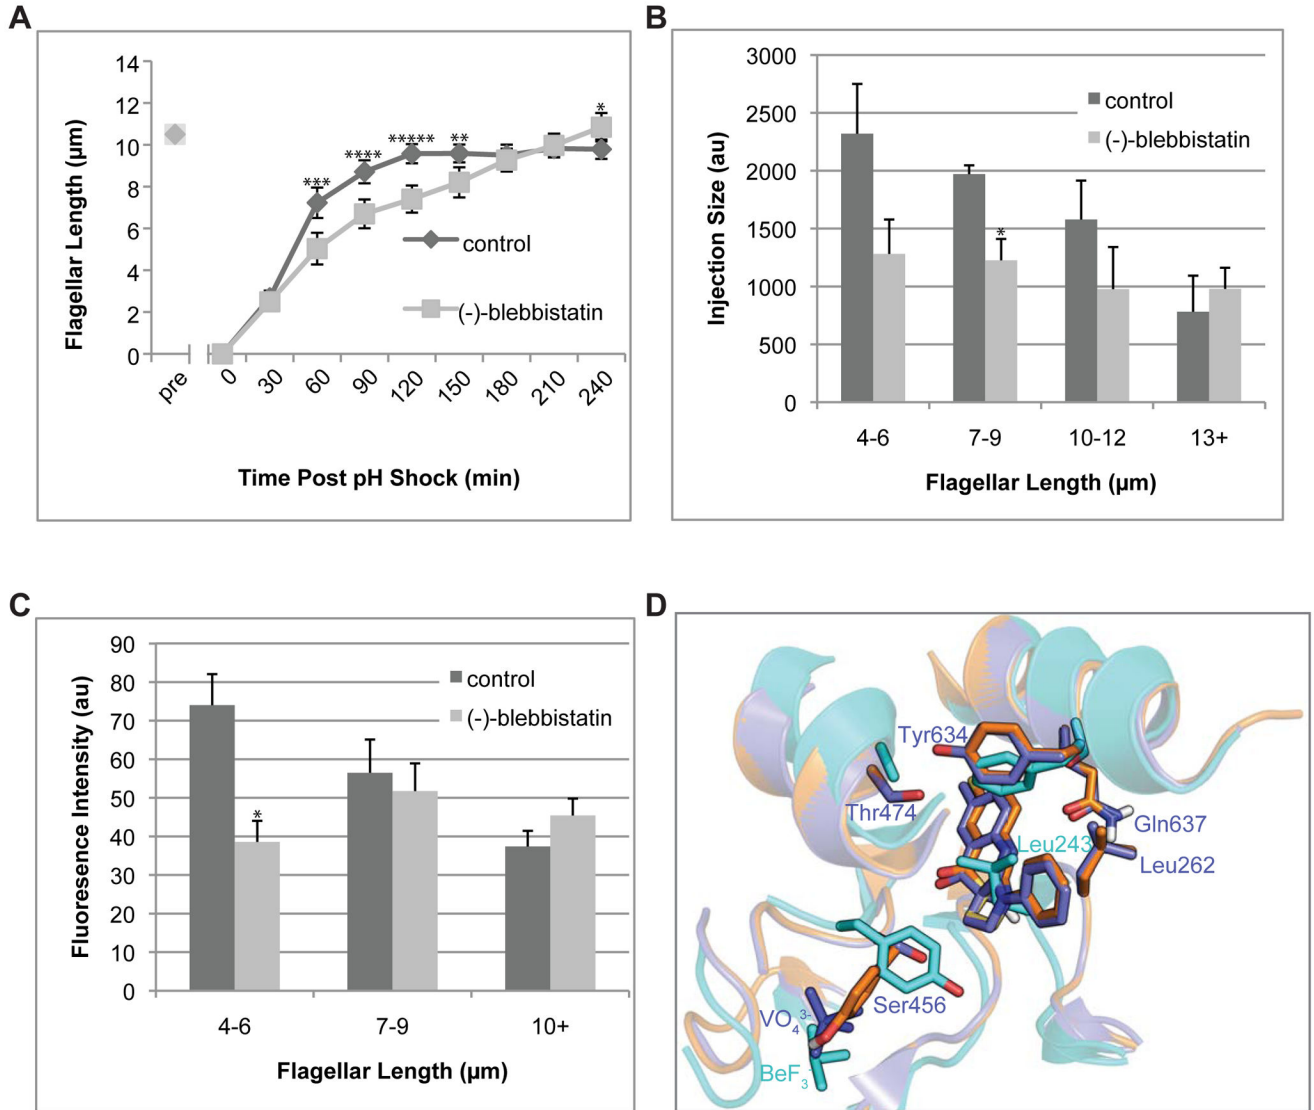 A
Flagellar Length (µm)
14
12
10
8
6
4
2
0
***
****
*****
**
*
control
(-)-blebbistatin
pre
0
30
60
90
120
150
180
210
240
Time Post pH Shock (min)
B
Injection Size (au)
3000
2500
2000
1500
1000
500
0
control
(-)-blebbistatin
*
4-6
7-9
10-12
13+
Flagellar Length (µm)
C
Fluoresence Intensity (au)
90
80
70
60
50
40
30
20
10
0
control
(-)-blebbistatin
*
4-6
7-9
10+
Flagellar Length (µm)
D
Tyr634
Thr474
Gln637
Leu243
Leu262
Ser456
VO₄³⁻
BeF₃